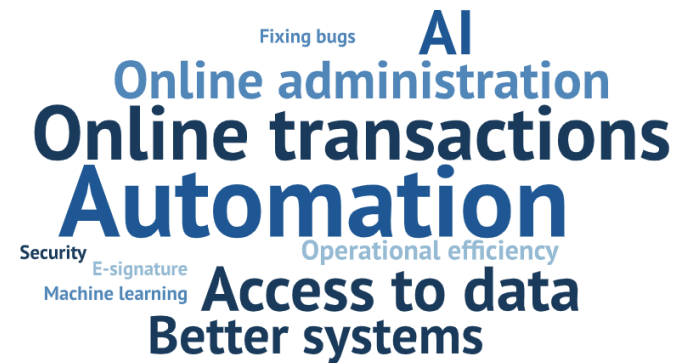 Fixing bugs
AI
Online administration
Online transactions
Automation
Security
Operational efficiency
E-signature
Machine learning
Access to data
Better systems